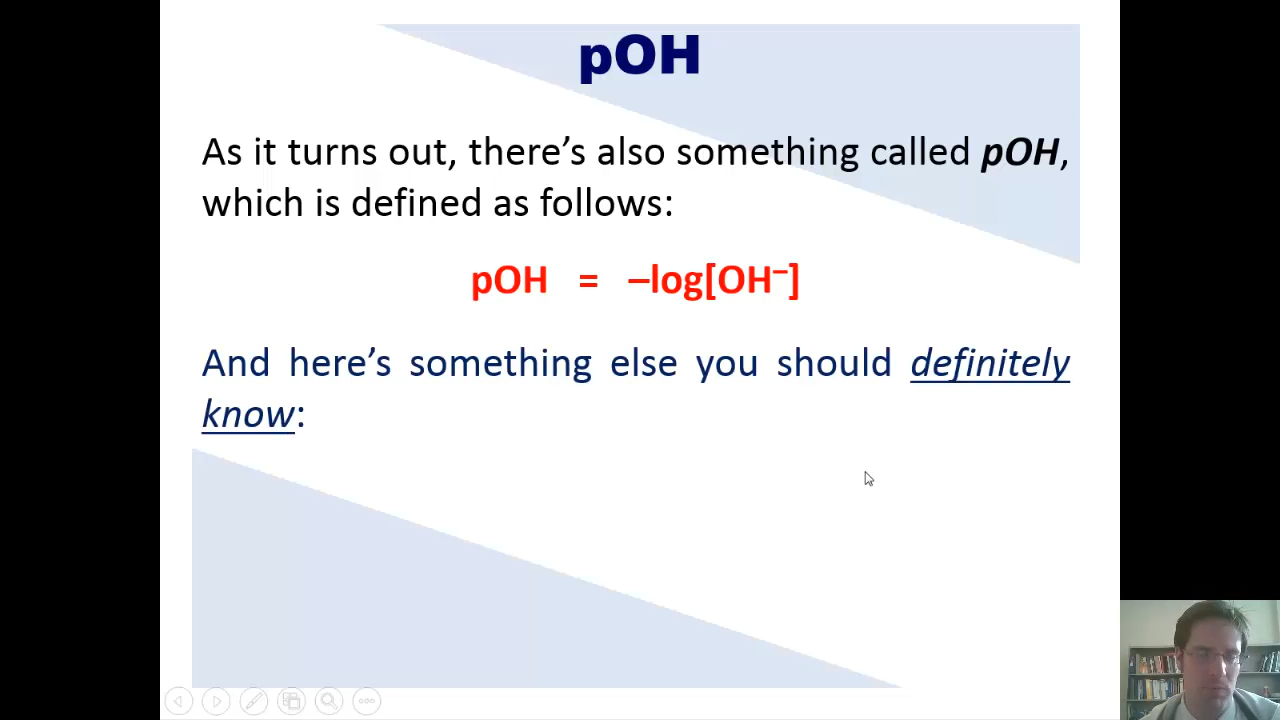 pOH
As it turns out, there’s also something called pOH,
which is defined as follows:
pOH = –log[OH⁻]
And here’s something else you should definitely
know: